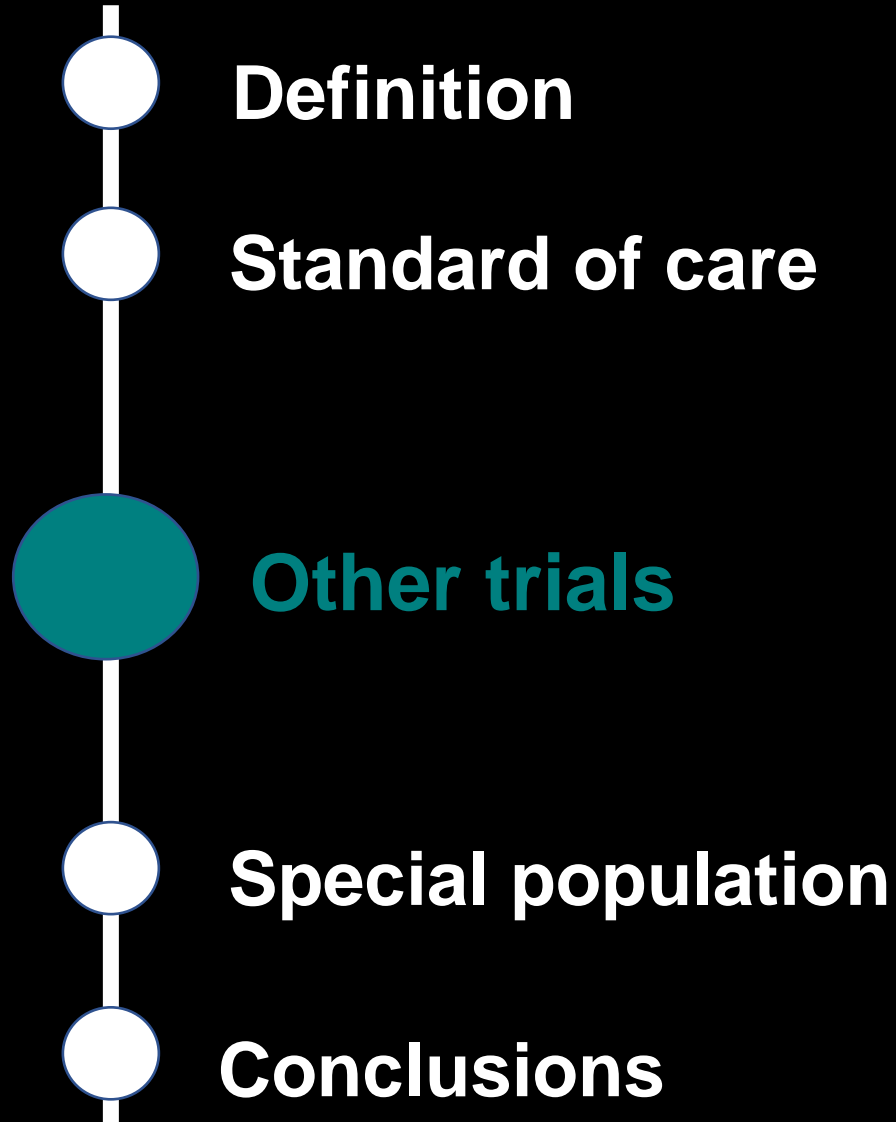 Definition
Standard of care
Other trials
Special population
Conclusions